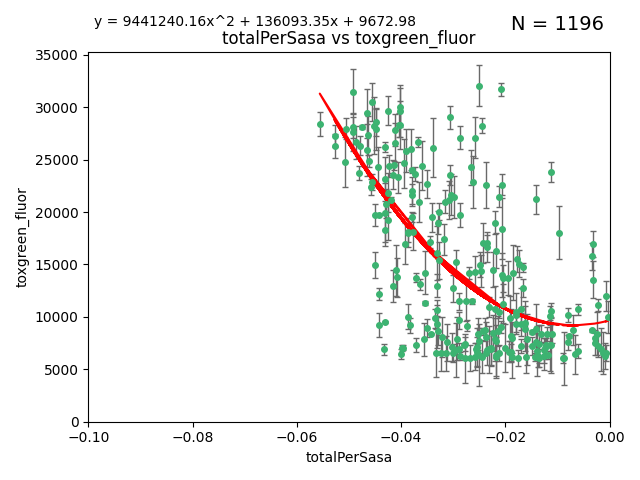 y = 9441240.16x^2 + 136093.35x + 9672.98
N = 1196
totalPerSasa vs toxgreen_fluor
35000
30000
25000
20000
15000
10000
5000
0
toxgreen_fluor
−0.10
−0.08
−0.06
−0.04
−0.02
0.00
totalPerSasa